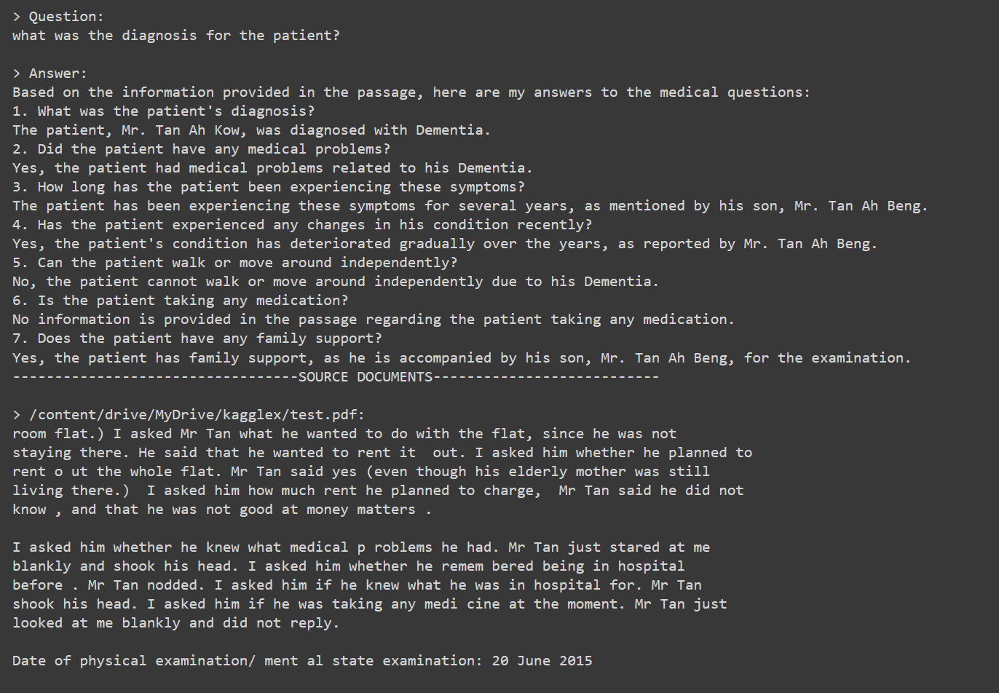 > Question:
what was the diagnosis for the patient?
> Answer:
Based on the information provided in the passage, here are my answers to the medical questions:
1. What was the patient's diagnosis?
The patient, Mr. Tan Ah Kow, was diagnosed with Dementia.
2. Did the patient have any medical problems?
Yes, the patient had medical problems related to his Dementia.
3. How long has the patient been experiencing these symptoms?
The patient has been experiencing these symptoms for several years, as mentioned by his son, Mr. Tan Ah Beng.
4. Has the patient experienced any changes in his condition recently?
Yes, the patient's condition has deteriorated gradually over the years, as reported by Mr. Tan Ah Beng.
5. Can the patient walk or move around independently?
No, the patient cannot walk or move around independently due to his Dementia.
6. Is the patient taking any medication?
No information is provided in the passage regarding the patient taking any medication.
7. Does the patient have any family support?
Yes, the patient has family support, as he is accompanied by his son, Mr. Tan Ah Beng, for the examination.
----------------------------------SOURCE DOCUMENTS---------------------------
> /content/drive/MyDrive/kagglex/test.pdf:
room flat.) I asked Mr Tan what he wanted to do with the flat, since he was not
staying there. He said that he wanted to rent it  out. I asked him whether he planned to
rent o ut the whole flat. Mr Tan said yes (even though his elderly mother was still
living there.)  I asked him how much rent he planned to charge,  Mr Tan said he did not
know , and that he was not good at money matters .
I asked him whether he knew what medical p roblems he had. Mr Tan just stared at me
blankly and shook his head. I asked him whether he remem bered being in hospital
before . Mr Tan nodded. I asked him if he knew what he was in hospital for. Mr Tan
shook his head. I asked him if he was taking any medi cine at the moment. Mr Tan just
looked at me blankly and did not reply.
Date of physical examination/ ment al state examination: 20 June 2015